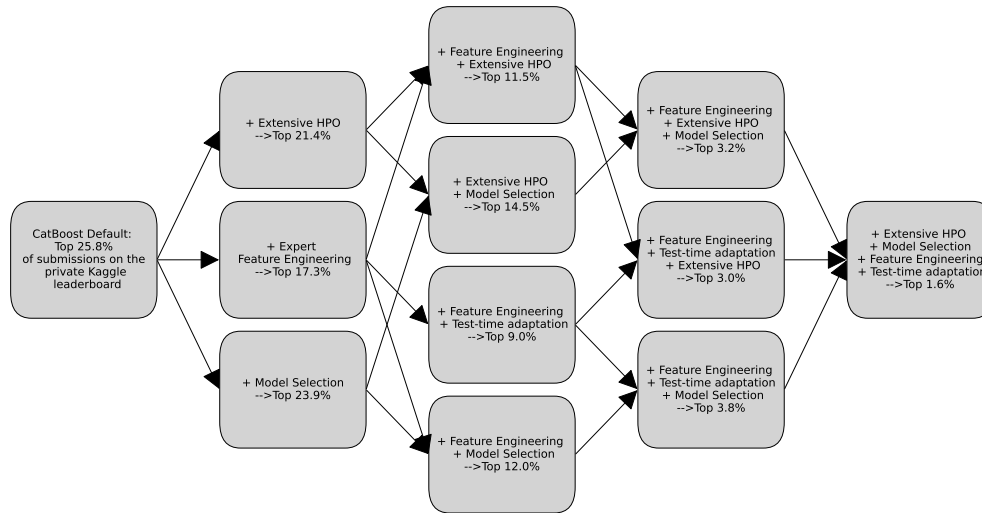 CatBoost Default:
Top 25.8%
of submissions on the
private Kaggle
leaderboard
+ Extensive HPO
-->Top 21.4%
+ Expert
Feature Engineering
-->Top 17.3%
+ Model Selection
-->Top 23.9%
+ Feature Engineering
+ Extensive HPO
-->Top 11.5%
+ Extensive HPO
+ Model Selection
-->Top 14.5%
+ Feature Engineering
+ Test-time adaptation
-->Top 9.0%
+ Feature Engineering
+ Model Selection
-->Top 12.0%
+ Feature Engineering
+ Extensive HPO
+ Model Selection
-->Top 3.2%
+ Feature Engineering
+ Test-time adaptation
+ Extensive HPO
-->Top 3.0%
+ Feature Engineering
+ Test-time adaptation
+ Model Selection
-->Top 3.8%
+ Extensive HPO
+ Model Selection
+ Feature Engineering
+ Test-time adaptation
-->Top 1.6%